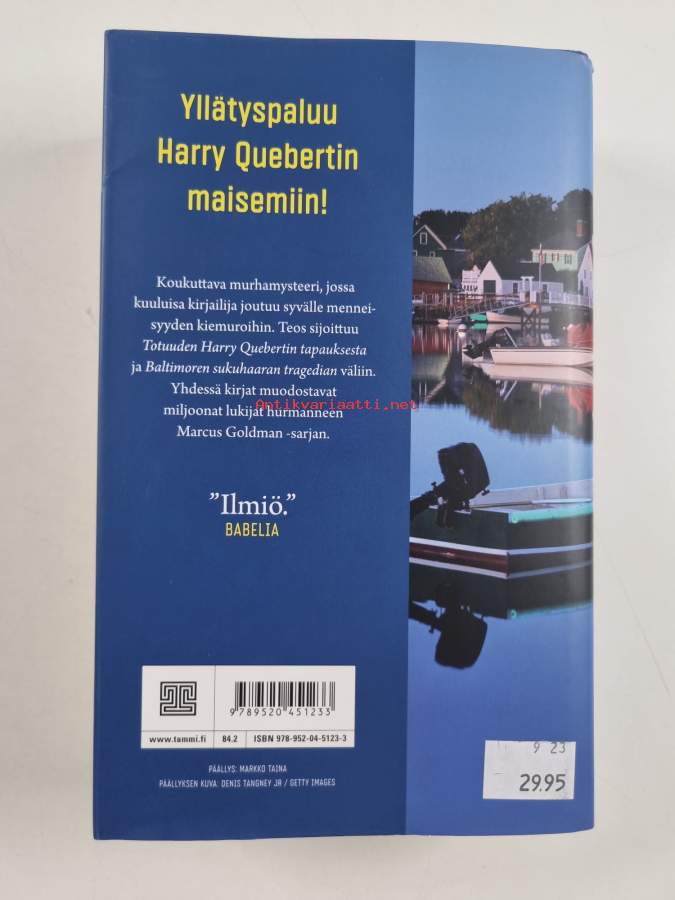 Yllätyspaluu
Harry Quebertin
maisemiin!
Koukuttava murhamysteeri, jossa
kuuluisa kirjailija joutuu syvälle mennei-
syyden kiemuroihin. Teos sijoittuu
Totuuden Harry Quebertin tapauksesta
ja Baltimoren sukuhaaran tragedian väliin.
Yhdessä kirjat muodostavat
Antikvariaatti.net
miljoonat lukijat hurmanneen
Marcus Goldman -sarjan.
"Ilmiö."
BABELIA
9 789520 451233
www.tammi.fi 84.2 ISBN 978-952-04-5123-3
PÄÄLLYS: MARKKO TAINA
PÄÄLLYKSEN KUVA: DENIS TANGNEY JR / GETTY IMAGES
9 23
29.95